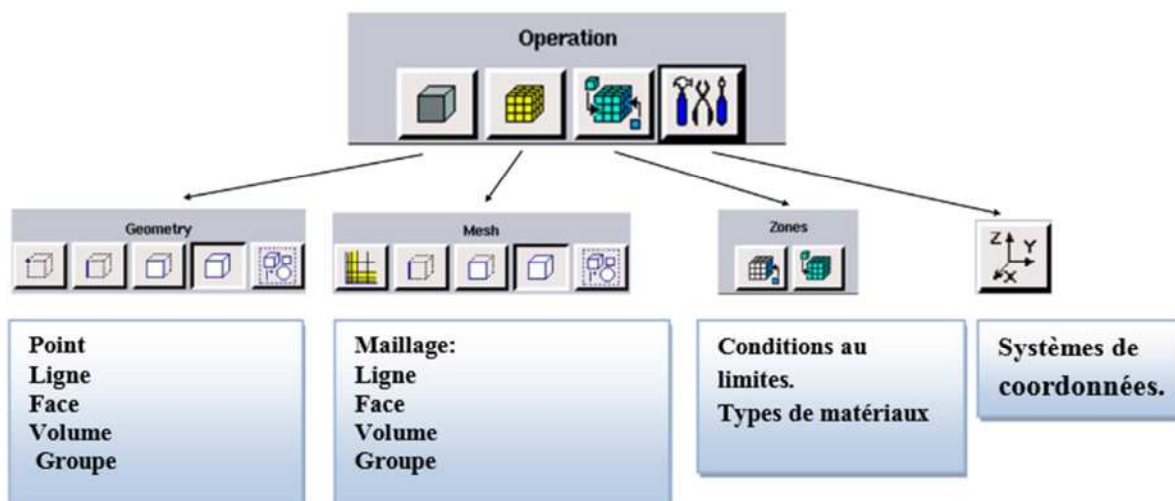 Operation
Geometry
Mesh
Zones
Z
Y
X
Point
Ligne
Face
Volume
Groupe
Maillage:
Ligne
Face
Volume
Groupe
Conditions au
limites.
Types de matériaux
Systèmes de
coordonnées.